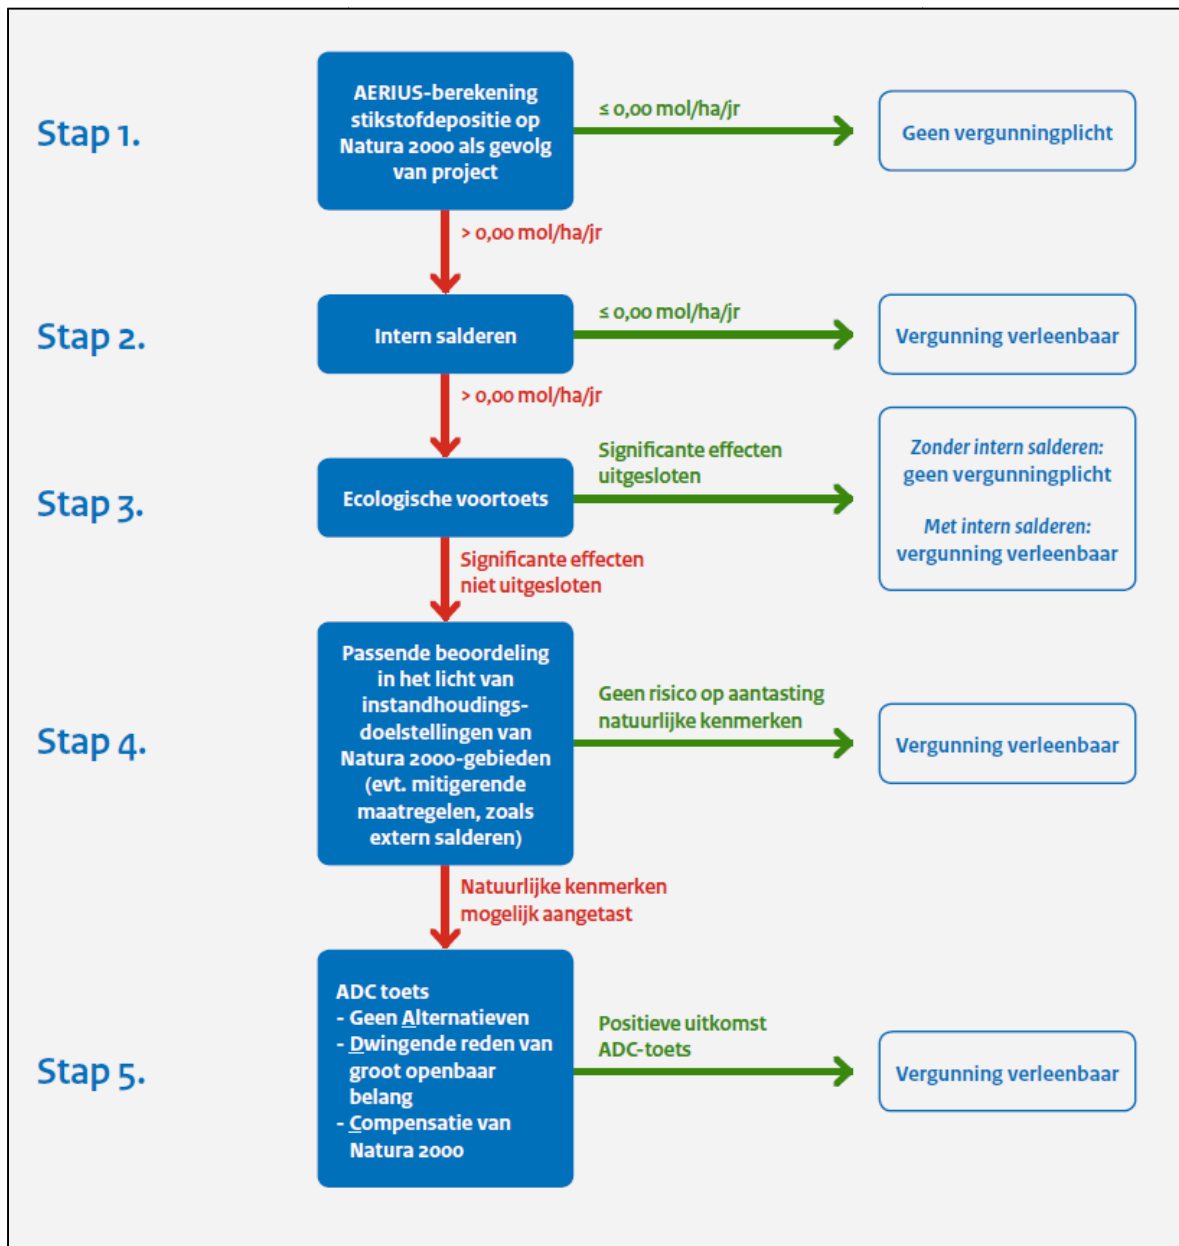 Stap 1.
AERIUS-berekening
stikstofdepositie op
Natura 2000 als gevolg
van project
≤ 0,00 mol/ha/jr
Geen vergunningplicht
> 0,00 mol/ha/jr
Stap 2.
Intern salderen
≤ 0,00 mol/ha/jr
Vergunning verleenbaar
> 0,00 mol/ha/jr
Stap 3.
Ecologische voortoets
Significante effecten
uitgesloten
Zonder intern salderen:
geen vergunningplicht
Met intern salderen:
vergunning verleenbaar
Significante effecten
niet uitgesloten
Stap 4.
Passende beoordeling
in het licht van
instandhoudings-
doelstellingen van
Natura 2000-gebieden
(evt. mitigerende
maatregelen, zoals
extern salderen)
Geen risico op aantasting
natuurlijke kenmerken
Vergunning verleenbaar
Natuurlijke kenmerken
mogelijk aangetast
Stap 5.
ADC toets
- Geen Alternatieven
- Dwingende reden van
groot openbaar
belang
- Compensatie van
Natura 2000
Positieve uitkomst
ADC-toets
Vergunning verleenbaar